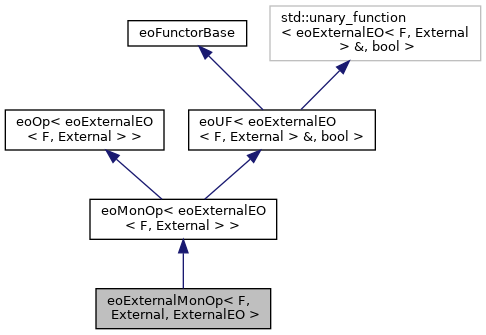 std::unary_function
< eoExternalEO< F, External
> &, bool >
eoFunctorBase
eoOp< eoExternalEO
< F, External > >
eoUF< eoExternalEO
< F, External > &, bool >
eoMonOp< eoExternalEO
< F, External > >
eoExternalMonOp< F,
External, ExternalEO >